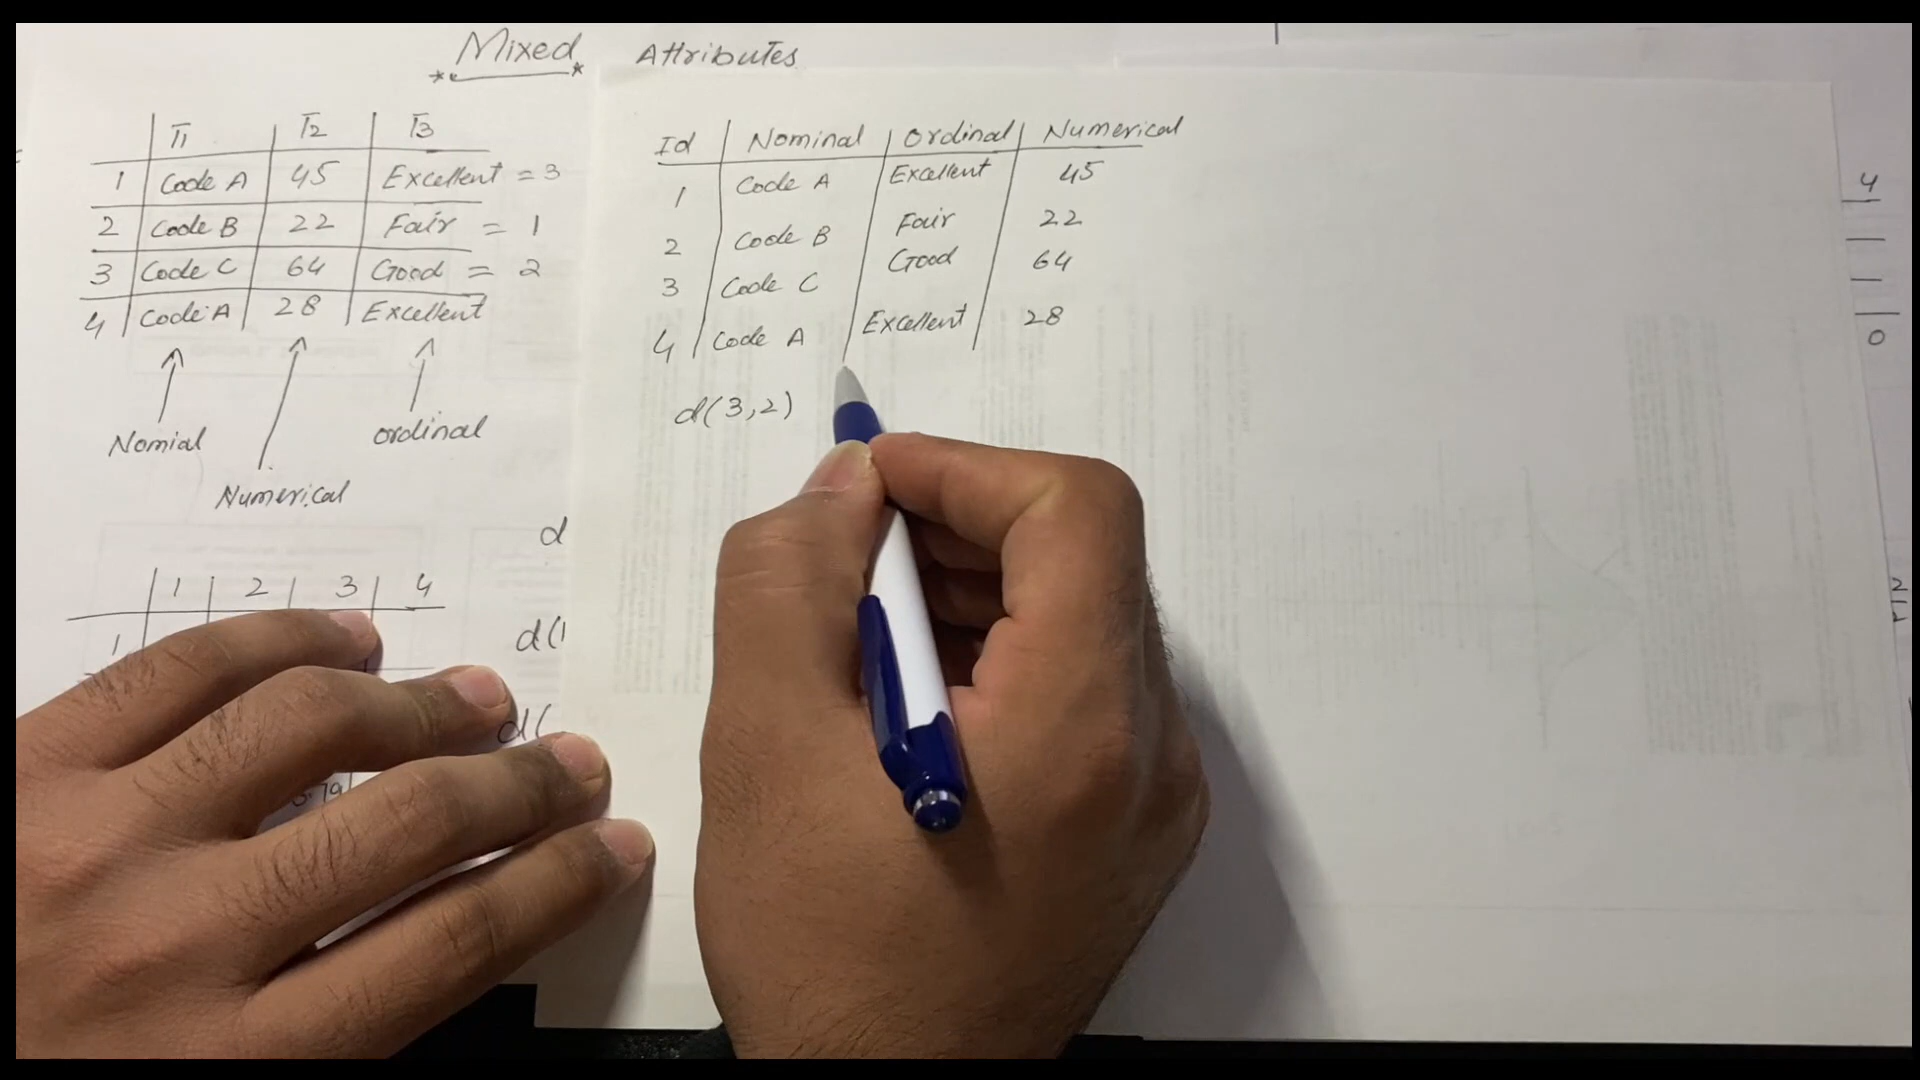 Mixed Attributes
T1 T2 T3
1 Code A 45 Excellent = 3
2 Code B 22 Fair = 1
3 Code C 64 Good = 2
4 Code A 28 Excellent
Nomial
Numerical
ordinal
1 2 3 4
1
d
d(1
d(
Id Nominal Ordinal Numerical
1 Code A Excellent 45
2 Code B Fair 22
3 Code C Good 64
4 Code A Excellent 28
d(3,2)
4
0